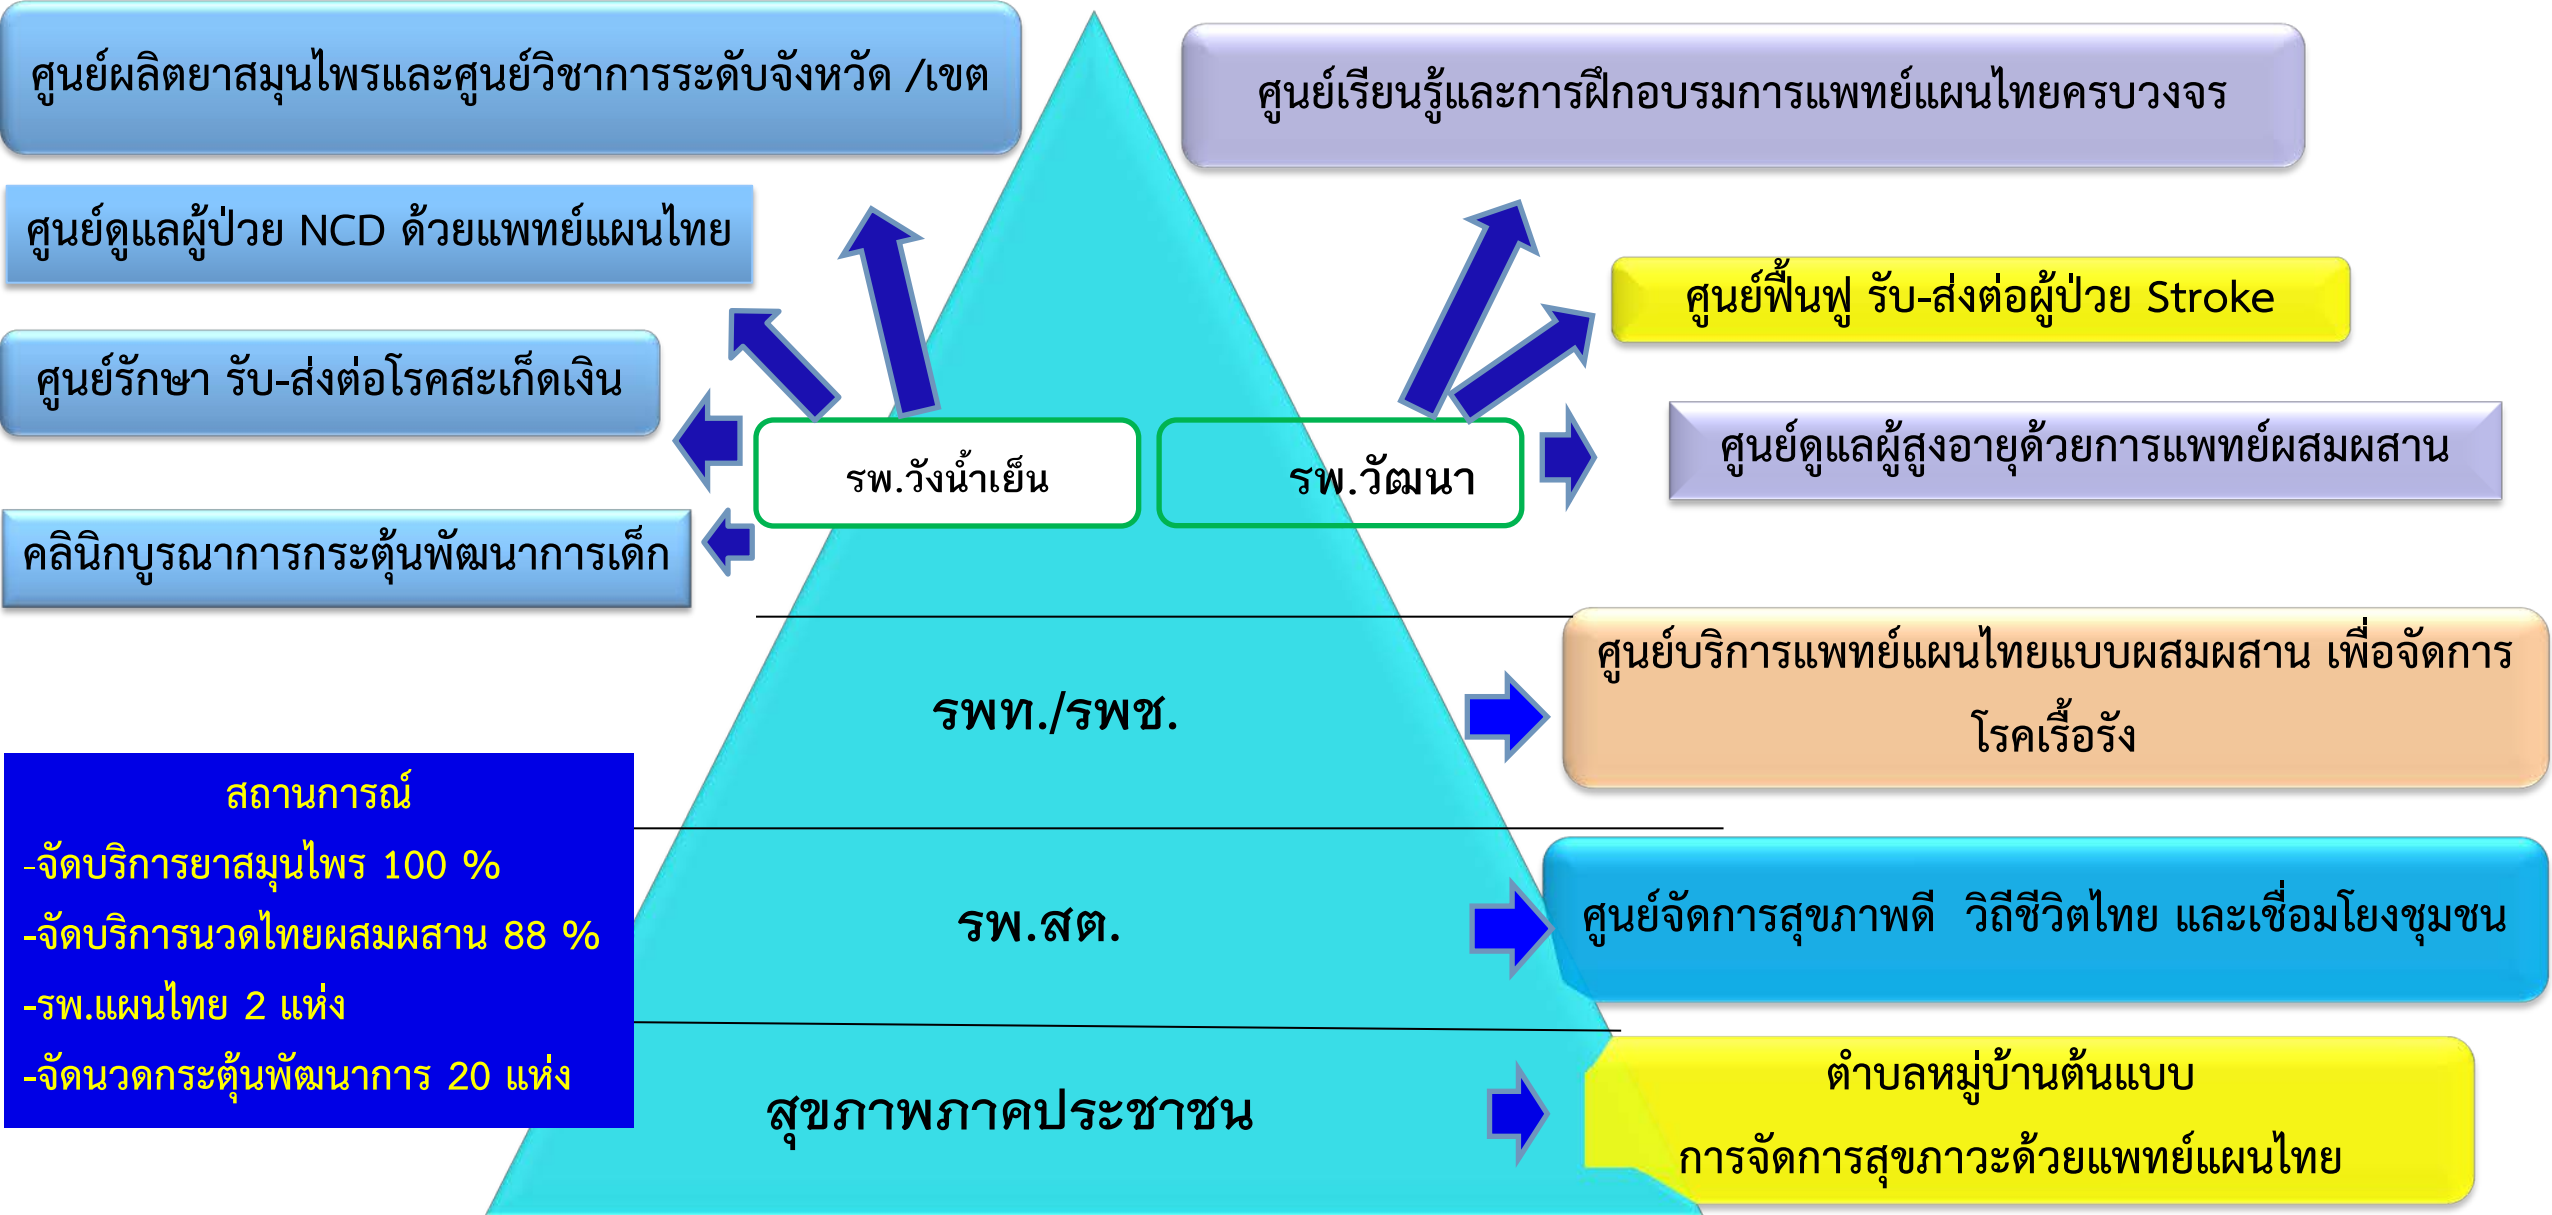 ศูนย์ผลิตยาสมุนไพรและศูนย์วิชาการระดับจังหวัด /เขต
ศูนย์เรียนรู้และการฝึกอบรมการแพทย์แผนไทยครบวงจร
ศูนย์ดูแลผู้ป่วย NCD ด้วยแพทย์แผนไทย
ศูนย์ฟื้นฟู รับ-ส่งต่อผู้ป่วย Stroke
ศูนย์รักษา รับ-ส่งต่อโรคสะเก็ดเงิน
ศูนย์ดูแลผู้สูงอายุด้วยการแพทย์ผสมผสาน
รพ.วังน้ำเย็น
รพ.วัฒนา
คลินิกบูรณาการกระตุ้นพัฒนาการเด็ก
รพท./รพช.
ศูนย์บริการแพทย์แผนไทยแบบผสมผสาน เพื่อจัดการ
โรคเรื้อรัง
สถานการณ์
-จัดบริการยาสมุนไพร 100 %
-จัดบริการนวดไทยผสมผสาน 88 %
-รพ.แผนไทย 2 แห่ง
-จัดนวดกระตุ้นพัฒนาการ 20 แห่ง
รพ.สต.
ศูนย์จัดการสุขภาพดี วิถีชีวิตไทย และเชื่อมโยงชุมชน
สุขภาพภาคประชาชน
ตำบลหมู่บ้านต้นแบบ
การจัดการสุขภาวะด้วยแพทย์แผนไทย